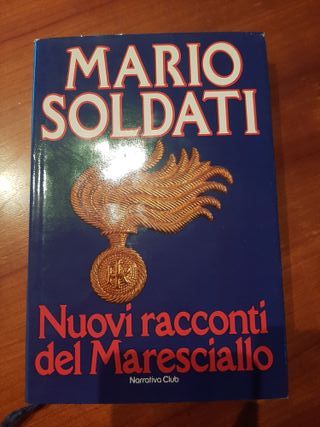 MARIO
SOLDATI
Nuovi racconti
del Maresciallo
Narrativa Club